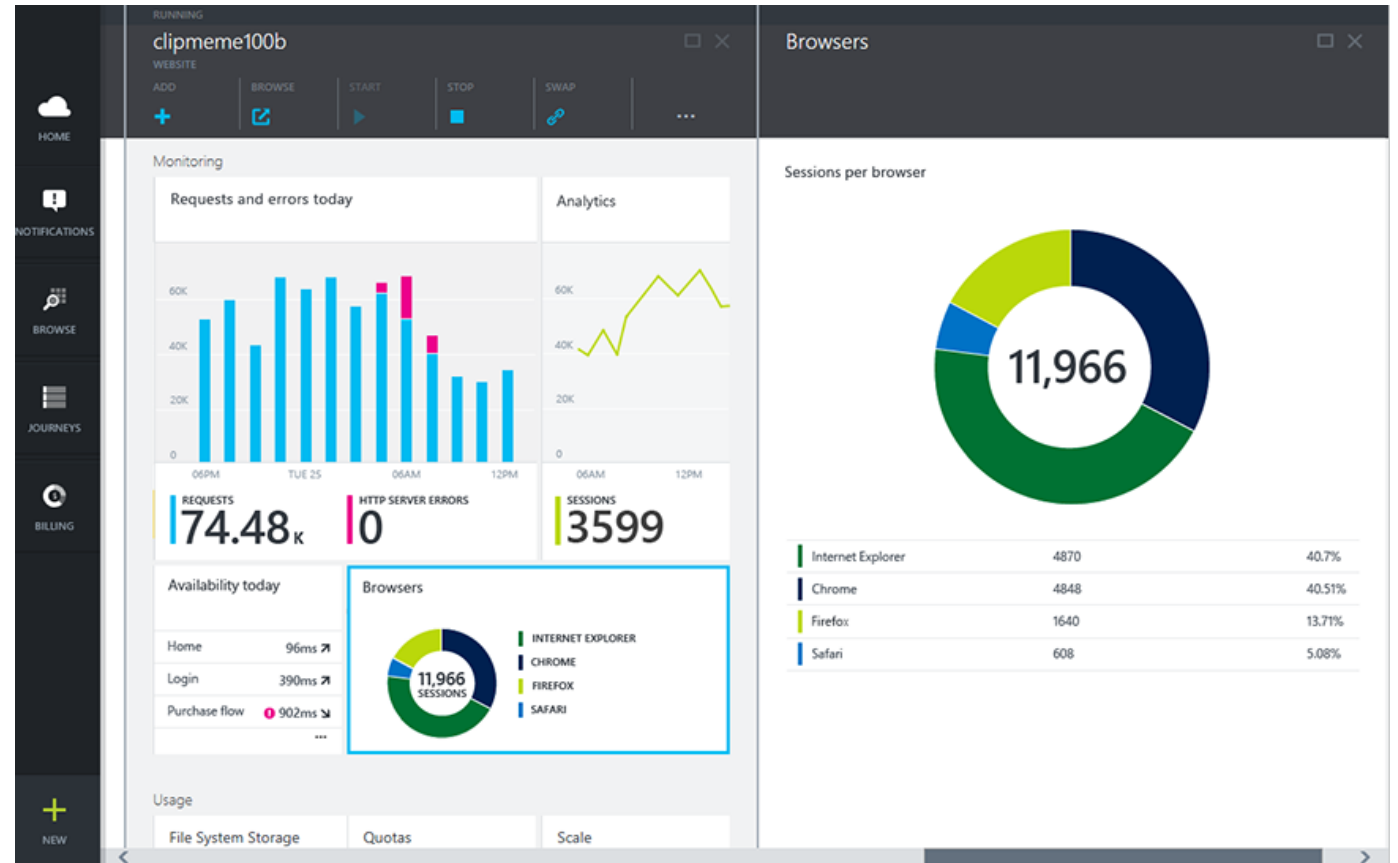 HOME
NOTIFICATIONS
BROWSE
JOURNEYS
BILLING
NEW
RUNNING
clipmeme100b
WEBSITE
ADD BROWSE START STOP SWAP
...
Monitoring
Requests and errors today
60K
40K
20K
0
06PM TUE 25 06AM 12PM
REQUESTS
74.48 K
HTTP SERVER ERRORS
0
Analytics
60K
40K
20K
0
06AM 12PM
SESSIONS
3599
Availability today
Home 96ms
Login 390ms
Purchase flow 902ms
...
Browsers
11,966
SESSIONS
INTERNET EXPLORER
CHROME
FIREFOX
SAFARI
Usage
File System Storage
Quotas
Scale
Browsers
Sessions per browser
11,966
Internet Explorer 4870 40.7%
Chrome 4848 40.51%
Firefox 1640 13.71%
Safari 608 5.08%